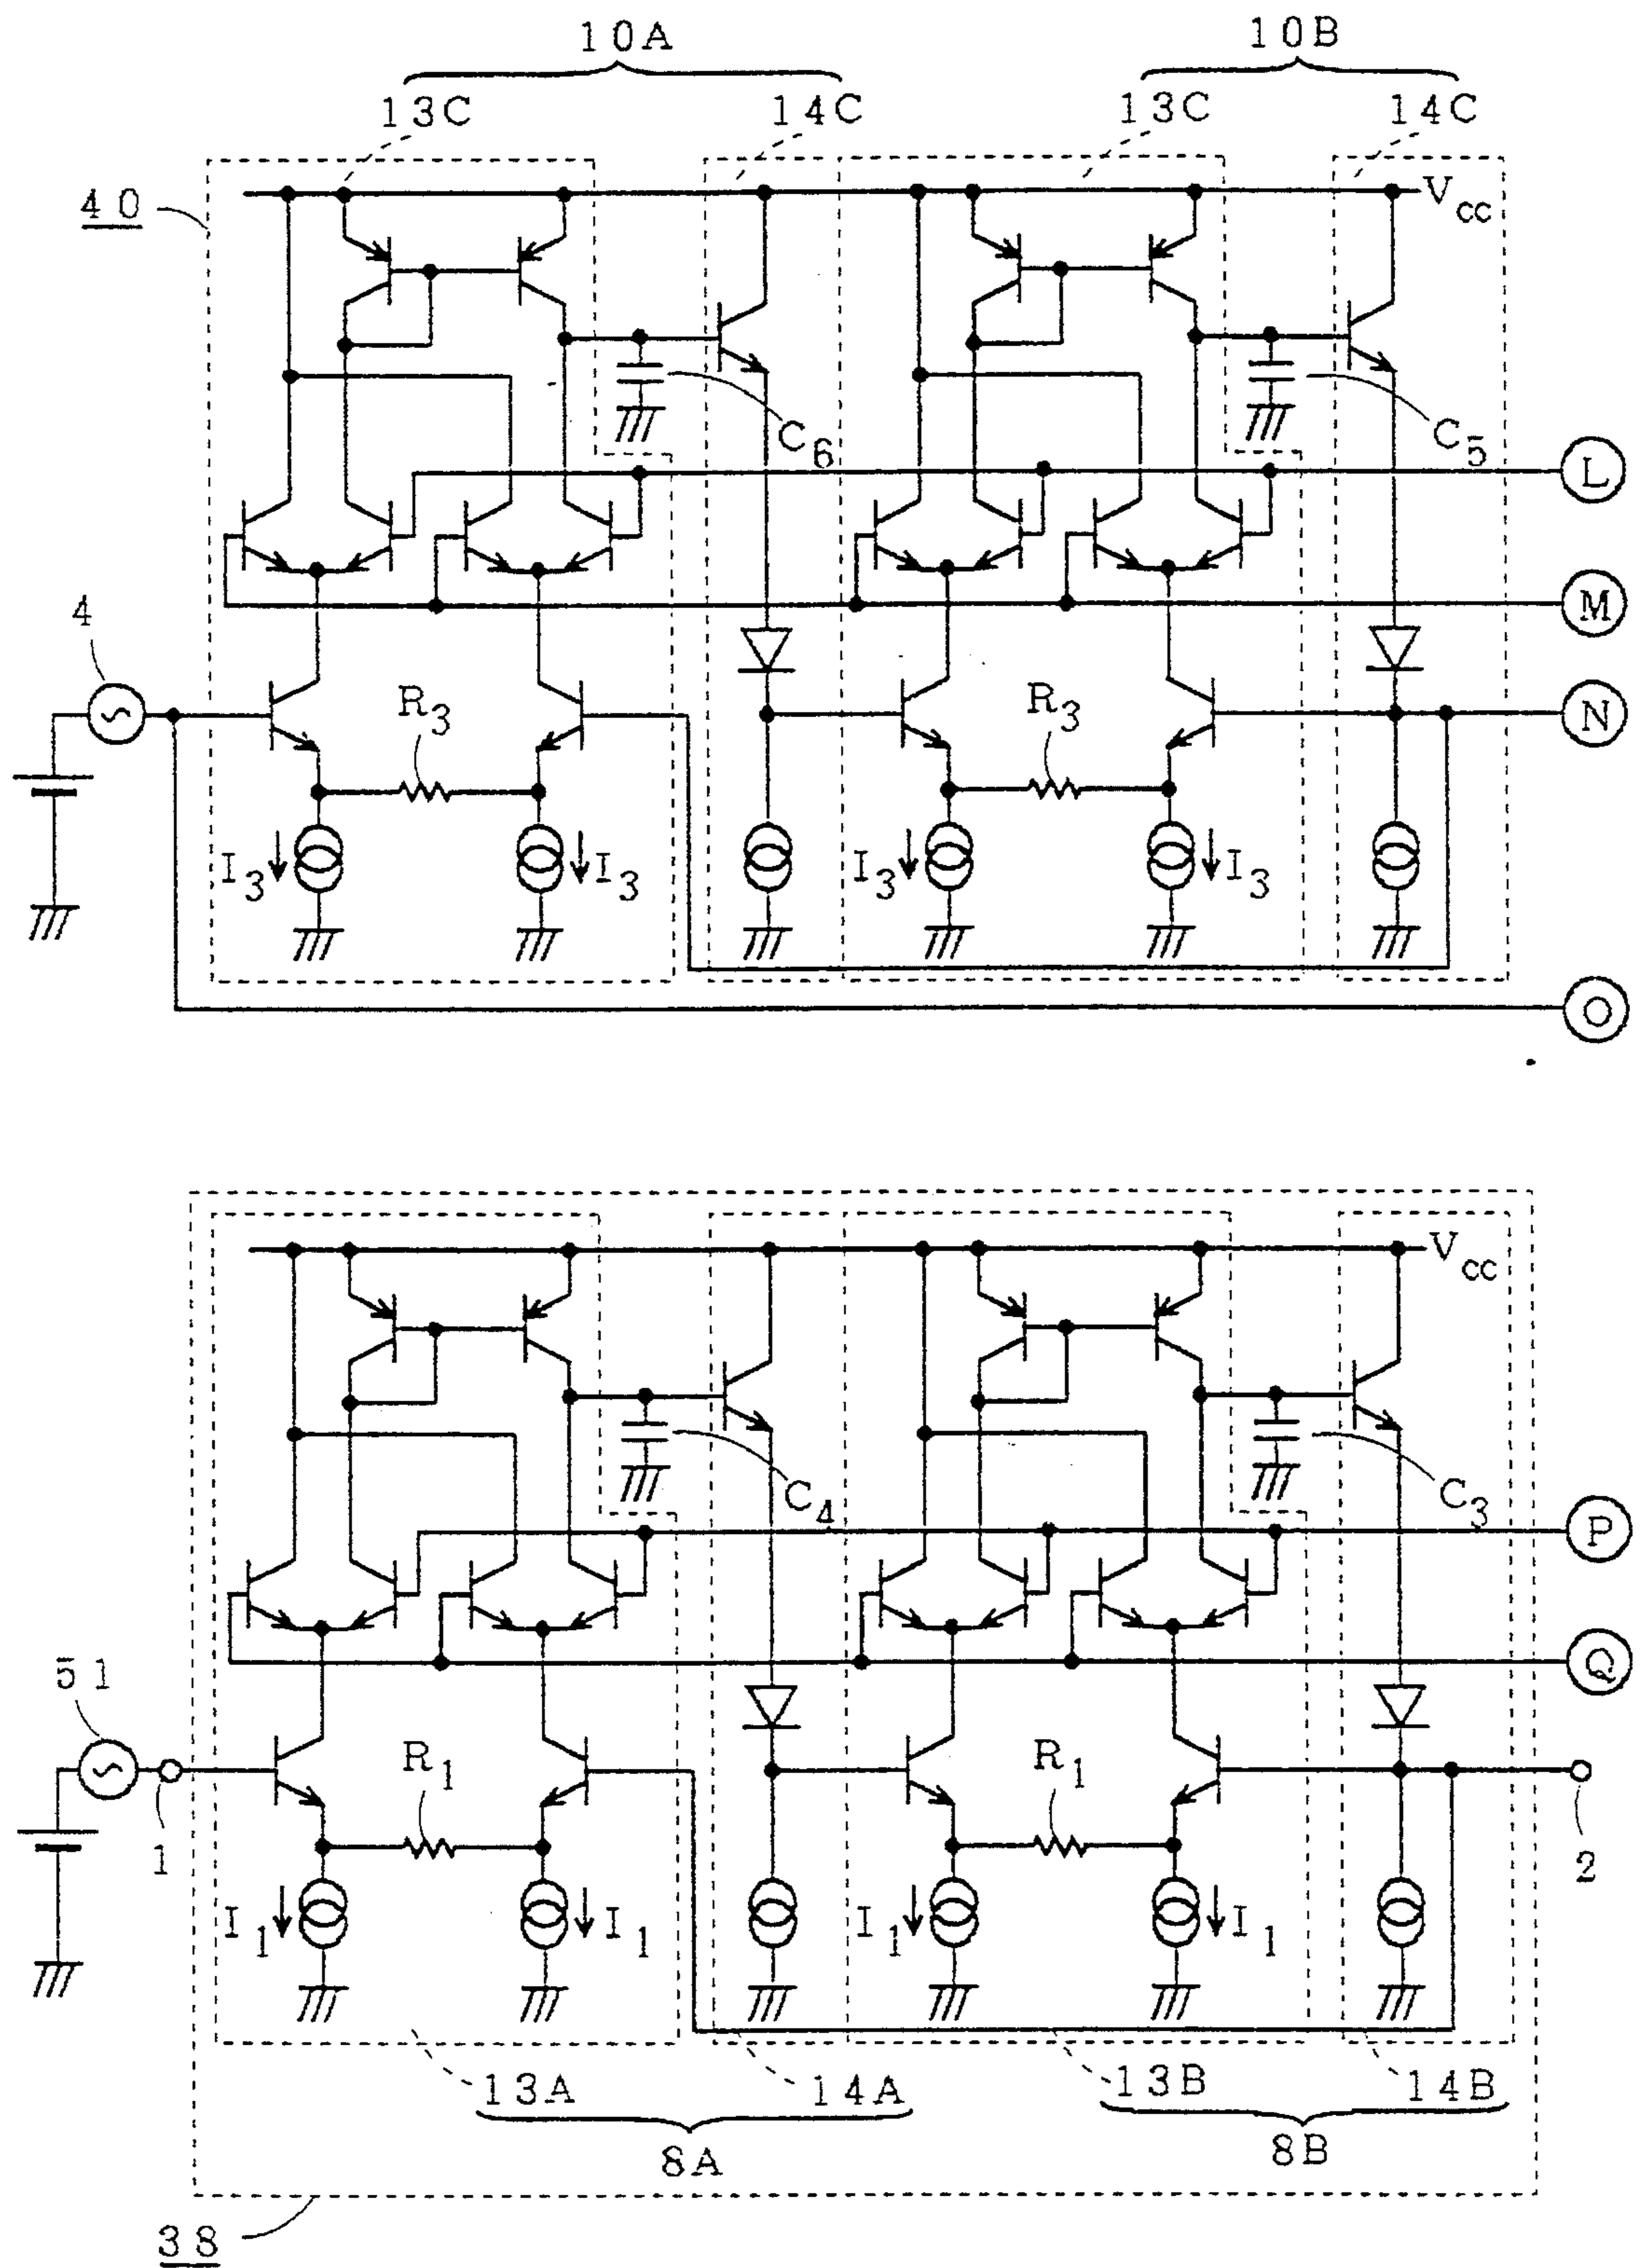 10A 10B
13C 14C 13C 14C
40
Vcc
C6 C5
L
M
4
R3 R3
N
I3 I3 I3 I3
O
Vcc
C4 C3
P
Q
51
R1 R1
1 2
I1 I1 I1 I1
13A 14A 13B 14B
8A 8B
38